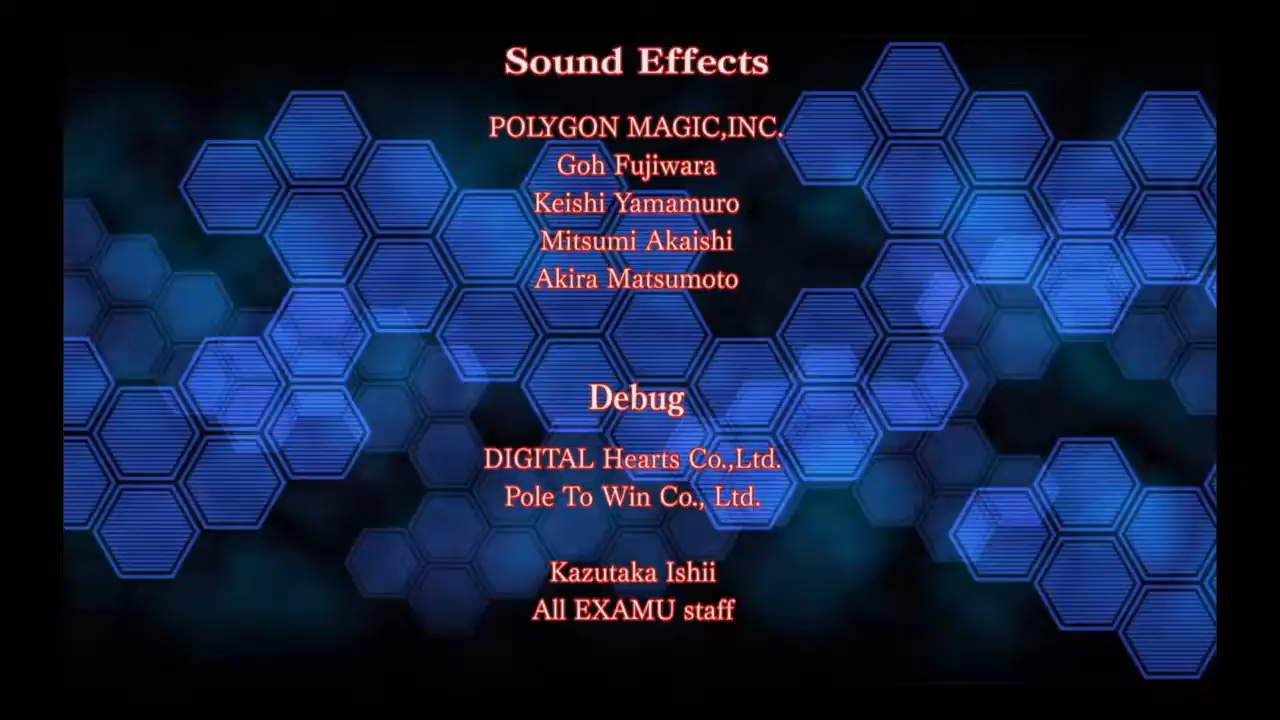 Sound Effects
POLYGON MAGIC,INC.
Goh Fujiwara
Keishi Yamamuro
Mitsumi Akaishi
Akira Matsumoto
Debug
DIGITAL Hearts Co.,Ltd.
Pole To Win Co., Ltd.
Kazutaka Ishii
All EXAMU staff